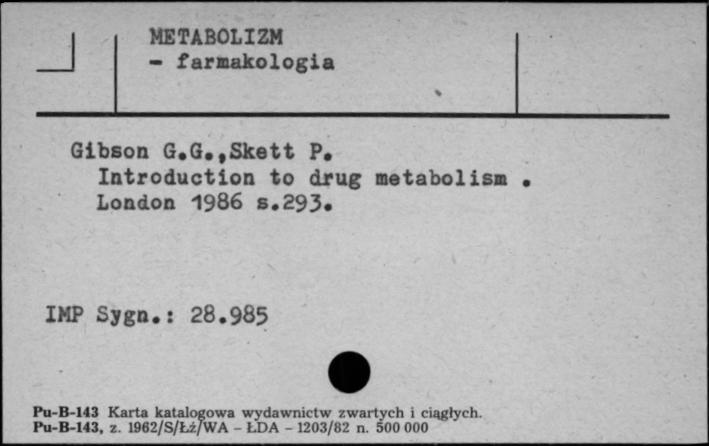 METABOLIZM
- farmakologia
Gibson G.G.,Skett P.
Introduction to drug metabolism .
London 1986 s.293.
IMP Sygn.: 28.985
Pu-B-143 Karta katalogowa wydawnictw zwartych i ciągłych.
Pu-B-143, z. 1962/S/Łż/WA - ŁDA - 1203/82 n. 500 000